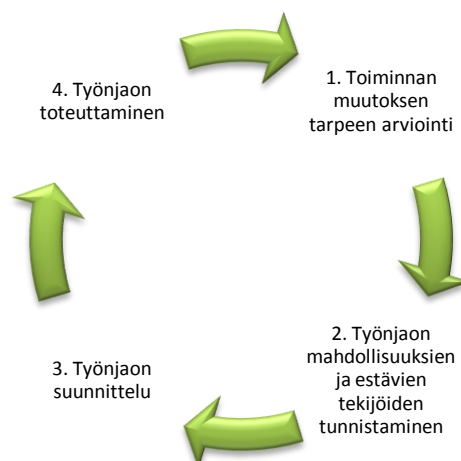 1. Toiminnan
muutoksen
tarpeen arviointi
2. Työnjaon
mahdollisuuksien
ja estävien
tekijöiden
tunnistaminen
3. Työnjaon
suunnittelu
4. Työnjaon
toteuttaminen